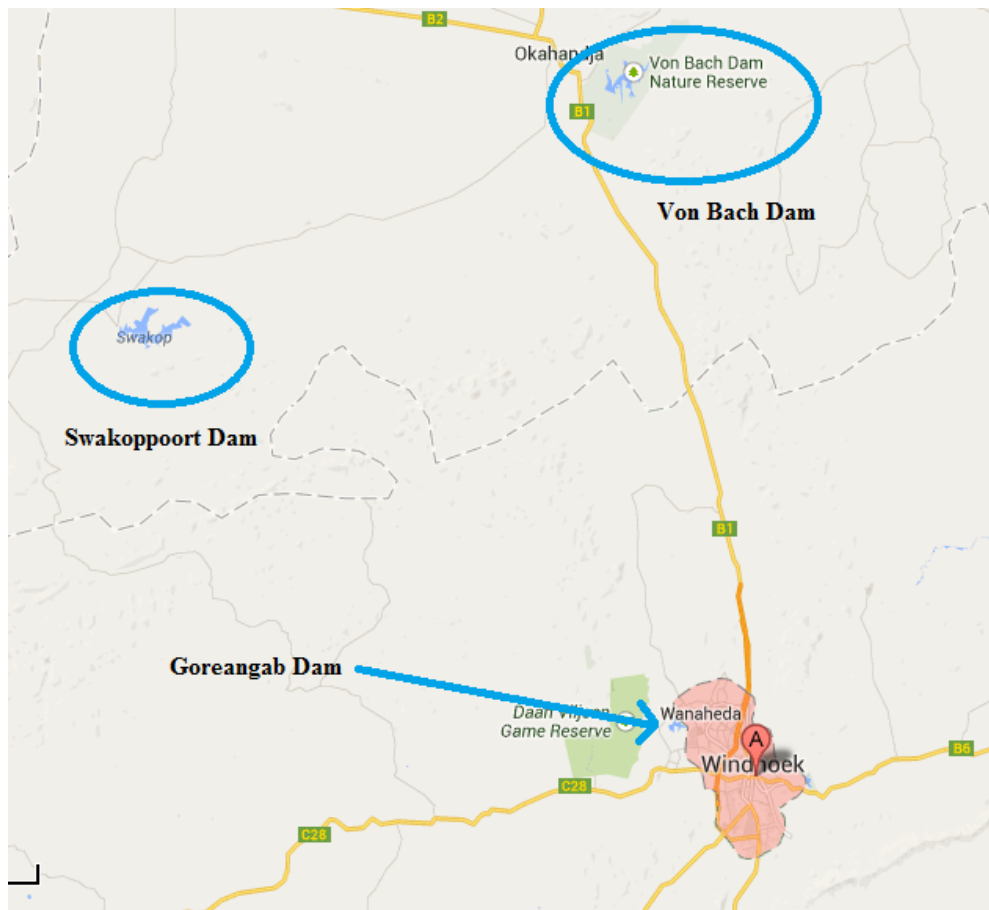 B2
Okahandja
Von Bach Dam
Nature Reserve
B1
Von Bach Dam
Swakop
Swakoppoort Dam
B1
Goreangab Dam
Daan Viljoen
Game Reserve
Wanaheda
A
Windhoek
B6
C28
C28